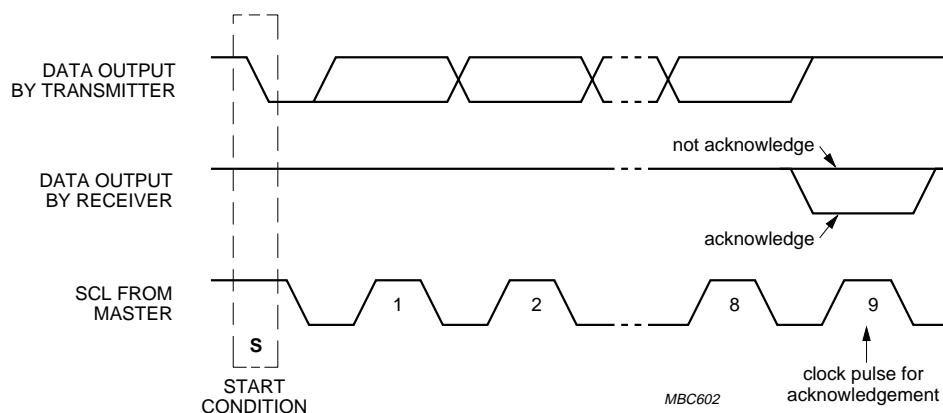 DATA OUTPUT
BY TRANSMITTER
not acknowledge
DATA OUTPUT
BY RECEIVER
acknowledge
SCL FROM
MASTER
1
2
8
9
S
START
CONDITION
MBC602
clock pulse for
acknowledgement